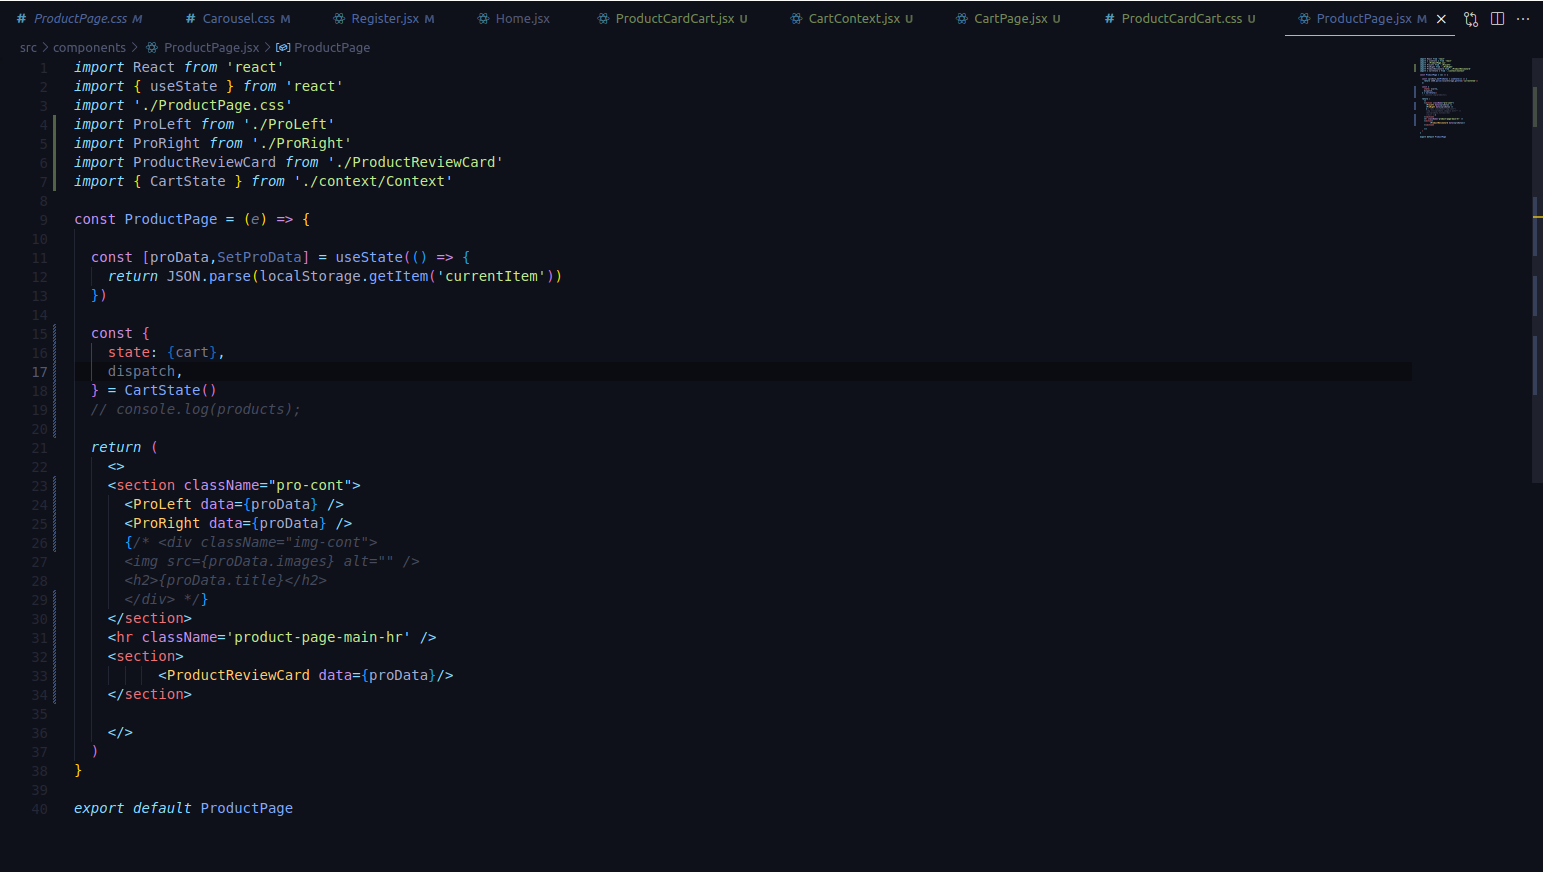 # ProductPage.css M # Carousel.css M Register.jsx M Home.jsx ProductCardCart.jsx U CartContext.jsx U CartPage.jsx U # ProductCardCart.css U ProductPage.jsx M × ...
src > components > ProductPage.jsx > ProductPage
1 import React from 'react'
2 import { useState } from 'react'
3 import './ProductPage.css'
4 import ProLeft from './ProLeft'
5 import ProRight from './ProRight'
6 import ProductReviewCard from './ProductReviewCard'
7 import { CartState } from './context/Context'
8
9 const ProductPage = (e) => {
10
11 const [proData,SetProData] = useState(() => {
12 return JSON.parse(localStorage.getItem('currentItem'))
13 })
14
15 const {
16 state: {cart},
17 dispatch,
18 } = CartState()
19 // console.log(products);
20
21 return (
22 <>
23 <section className="pro-cont">
24 <ProLeft data={proData} />
25 <ProRight data={proData} />
26 {/* <div className="img-cont">
27 <img src={proData.images} alt="" />
28 <h2>{proData.title}</h2>
29 </div> */}
30 </section>
31 <hr className='product-page-main-hr' />
32 <section>
33 <ProductReviewCard data={proData}/>
34 </section>
35
36 </>
37 )
38 }
39
40 export default ProductPage